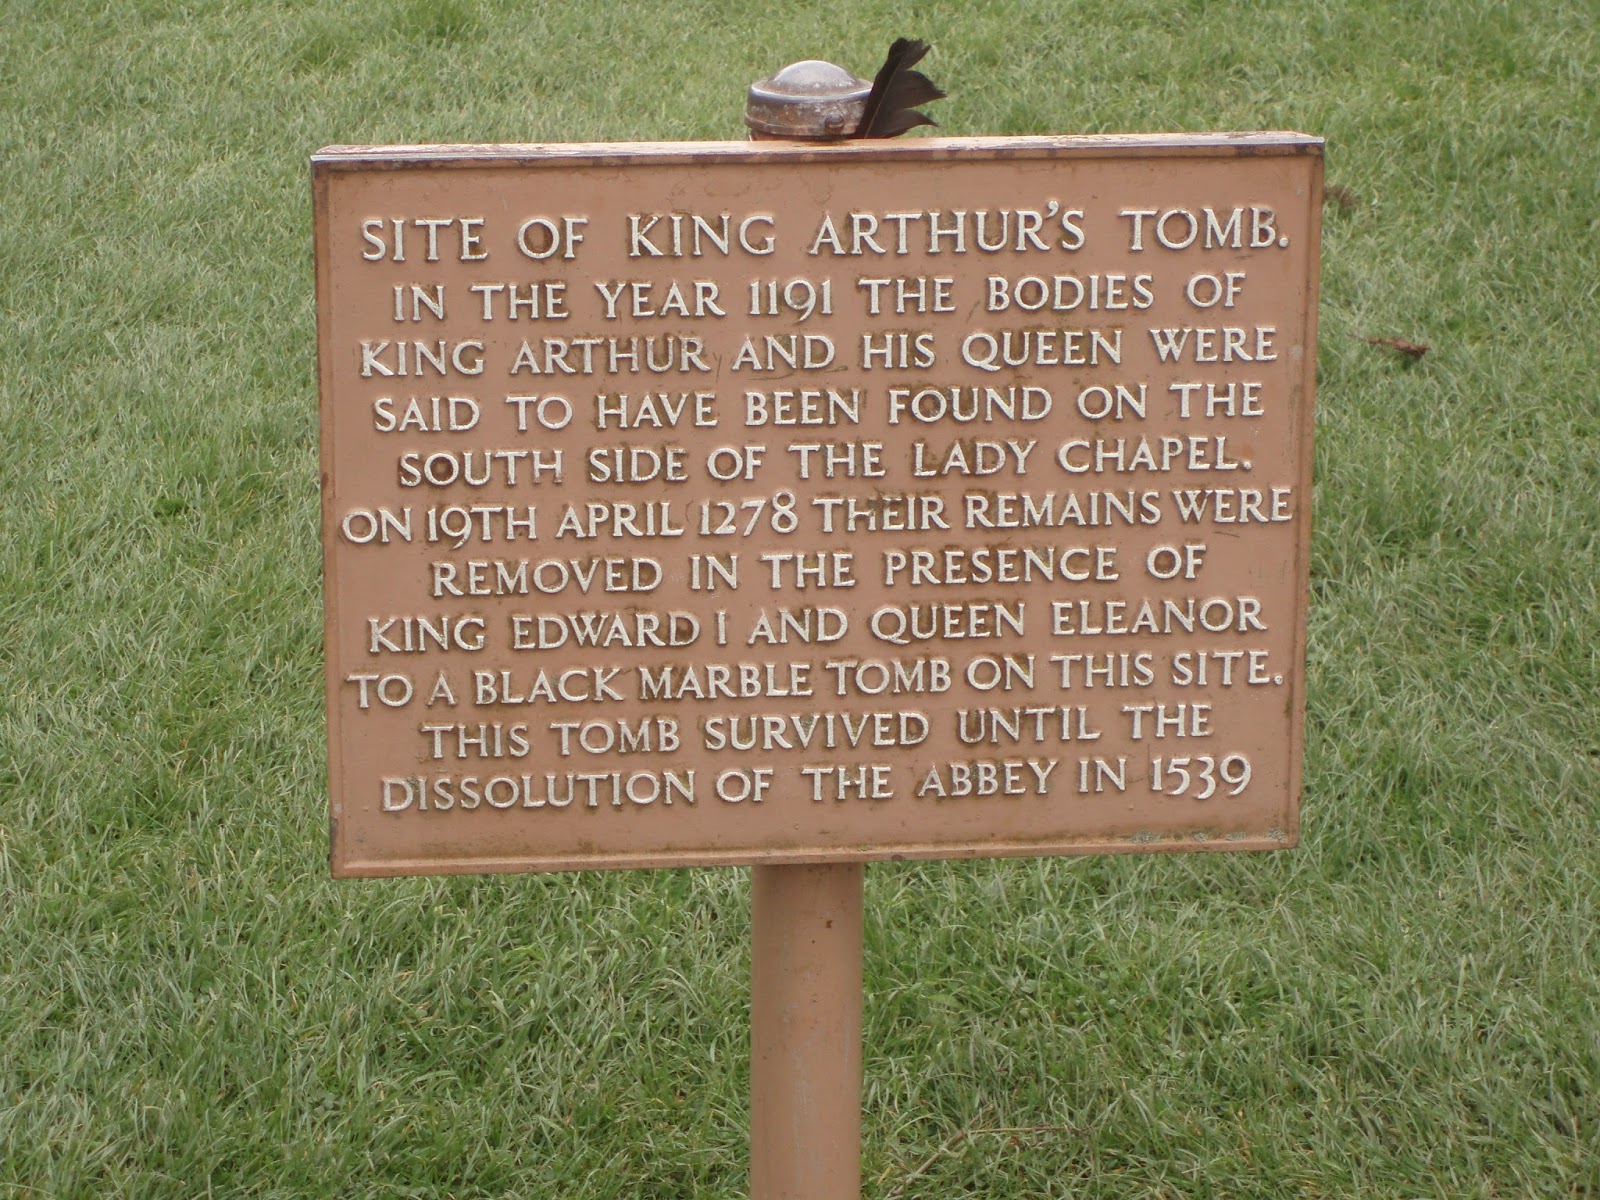 SITE OF KING ARTHUR'S TOMB.
IN THE YEAR 1191 THE BODIES OF
KING ARTHUR AND HIS QUEEN WERE
SAID TO HAVE BEEN FOUND ON THE
SOUTH SIDE OF THE LADY CHAPEL.
ON 19TH APRIL 1278 THEIR REMAINS WERE
REMOVED IN THE PRESENCE OF
KING EDWARD I AND QUEEN ELEANOR
TO A BLACK MARBLE TOMB ON THIS SITE.
THIS TOMB SURVIVED UNTIL THE
DISSOLUTION OF THE ABBEY IN 1539